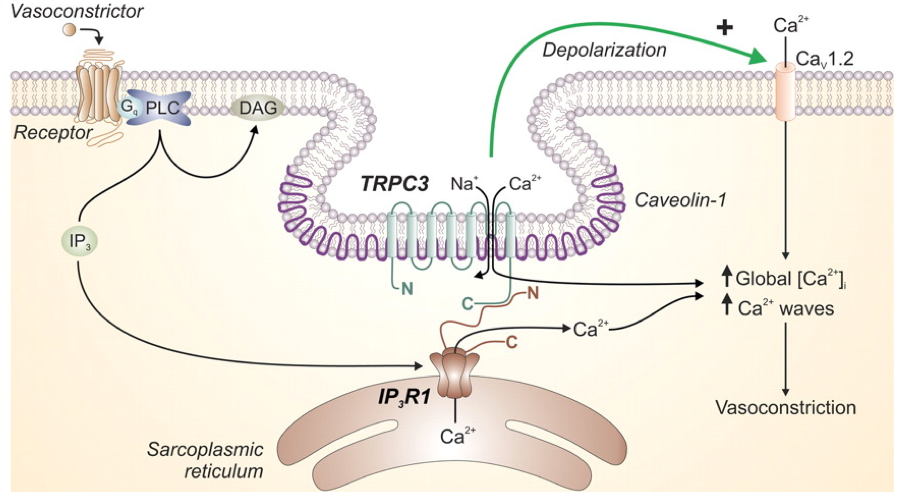 Vasoconstrictor
Ca²⁺
+
Depolarization
Caᵥ1.2
Gq PLC
DAG
Receptor
TRPC3
Na⁺
Ca²⁺
Caveolin-1
IP₃
N
C
N
Global [Ca²⁺]ᵢ
Ca²⁺ waves
Ca²⁺
C
IP₃R1
Vasoconstriction
Ca²⁺
Sarcoplasmic
reticulum